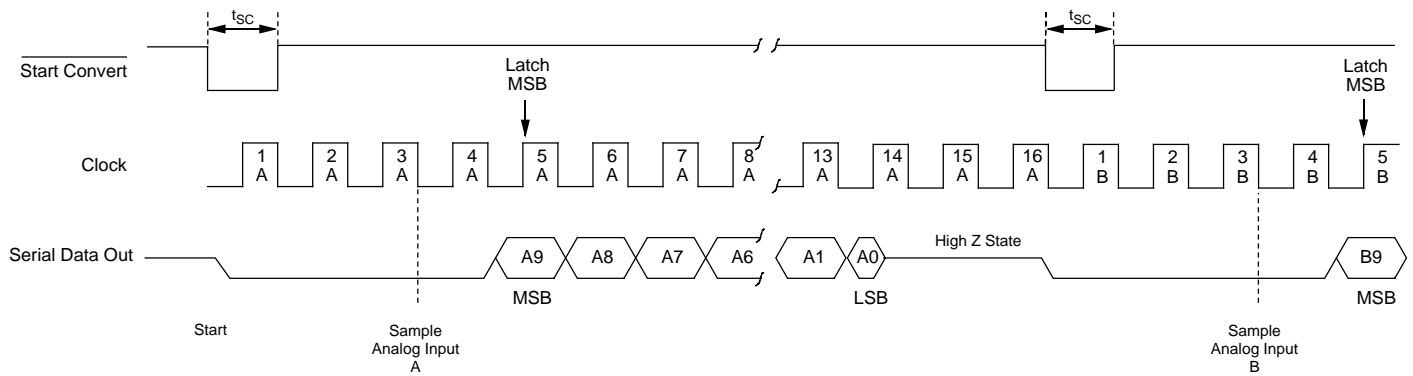 tSC
tSC
Start Convert
Latch
MSB
Latch
MSB
Clock
1
A
2
A
3
A
4
A
5
A
6
A
7
A
8
A
13
A
14
A
15
A
16
A
1
B
2
B
3
B
4
B
5
B
Serial Data Out
A9
A8
A7
A6
A1
A0
High Z State
B9
MSB
LSB
MSB
Start
Sample
Analog Input
A
Sample
Analog Input
B